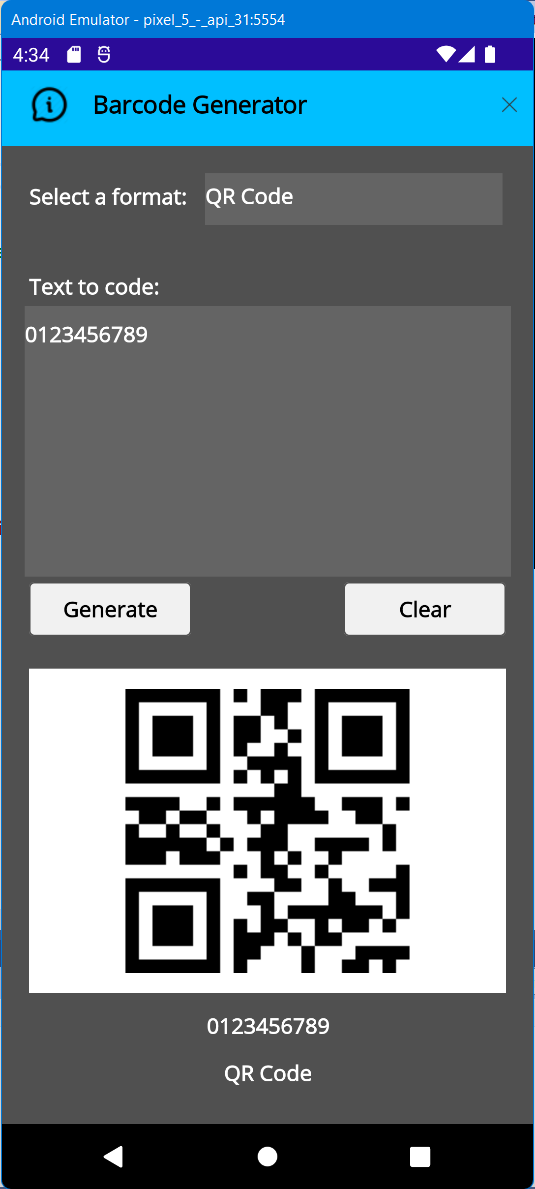 Android Emulator - pixel_5_-_api_31:5554
4:34
Barcode Generator
Select a format: QR Code
Text to code:
0123456789
Generate Clear
0123456789
QR Code